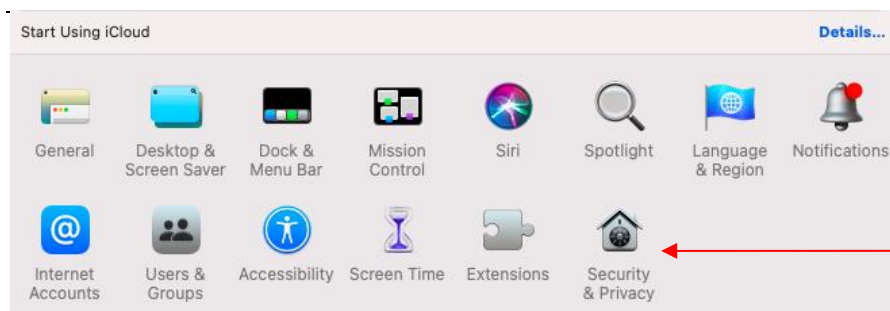 Start Using iCloud Details...
General Desktop & Dock & Mission Siri Spotlight Language Notifications
Screen Saver Menu Bar Control & Region
Internet Users & Accessibility Screen Time Extensions Security
Accounts Groups & Privacy